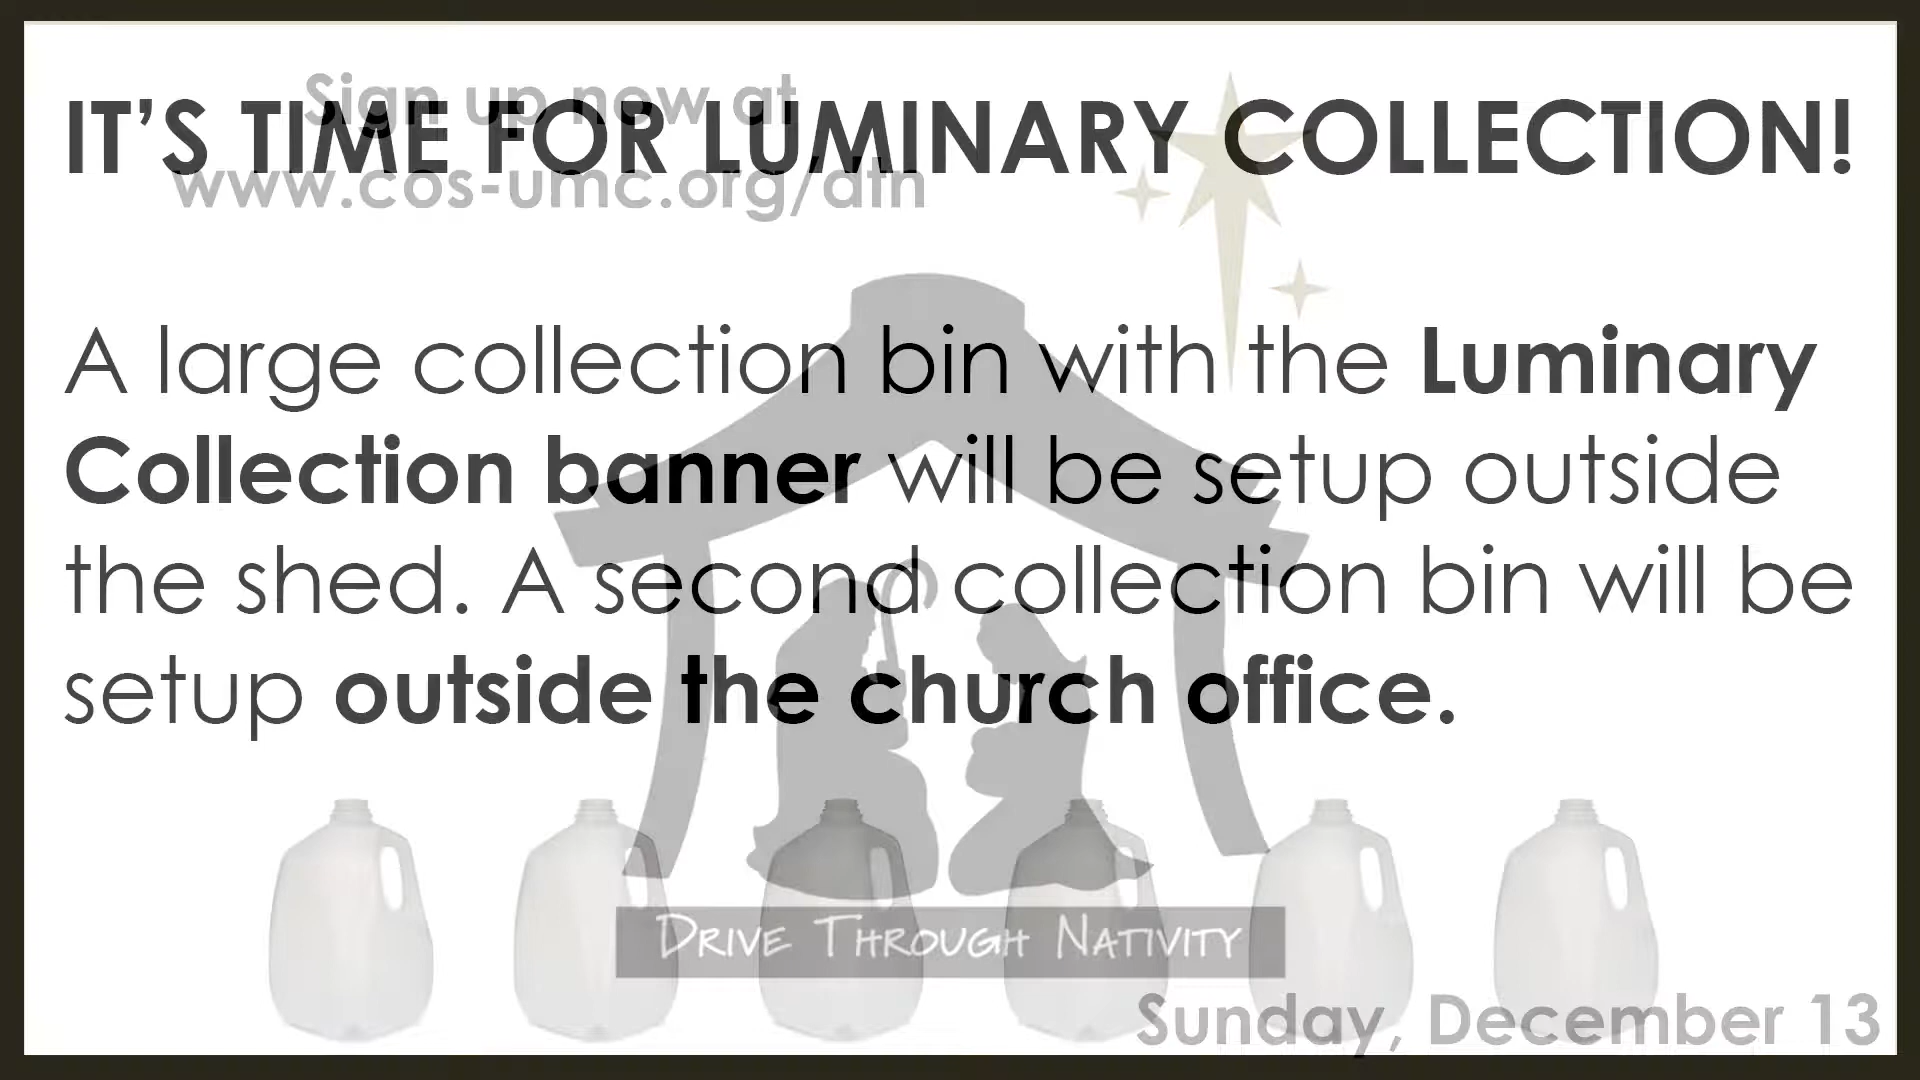 Sign up now at
IT’S TIME FOR LUMINARY COLLECTION!
www.cos-umc.org/dtn
A large collection bin with the Luminary
Collection banner will be setup outside
the shed. A second collection bin will be
setup outside the church office.
DRIVE THROUGH NATIVITY
Sunday, December 13